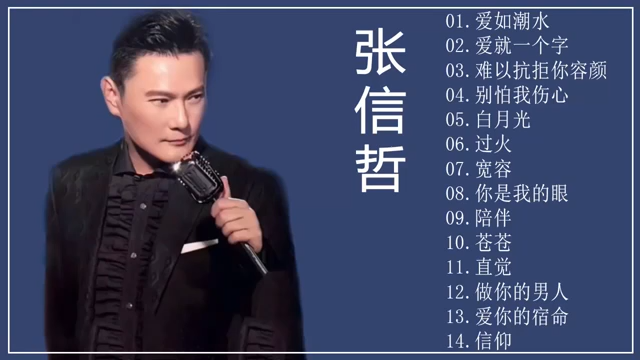 张信哲
01.爱如潮水
02.爱就一个字
03.难以抗拒你容颜
04.别怕我伤心
05.白月光
06.过火
07.宽容
08.你是我的眼
09.陪伴
10.苍苍
11.直觉
12.做你的男人
13.爱你的宿命
14.信仰